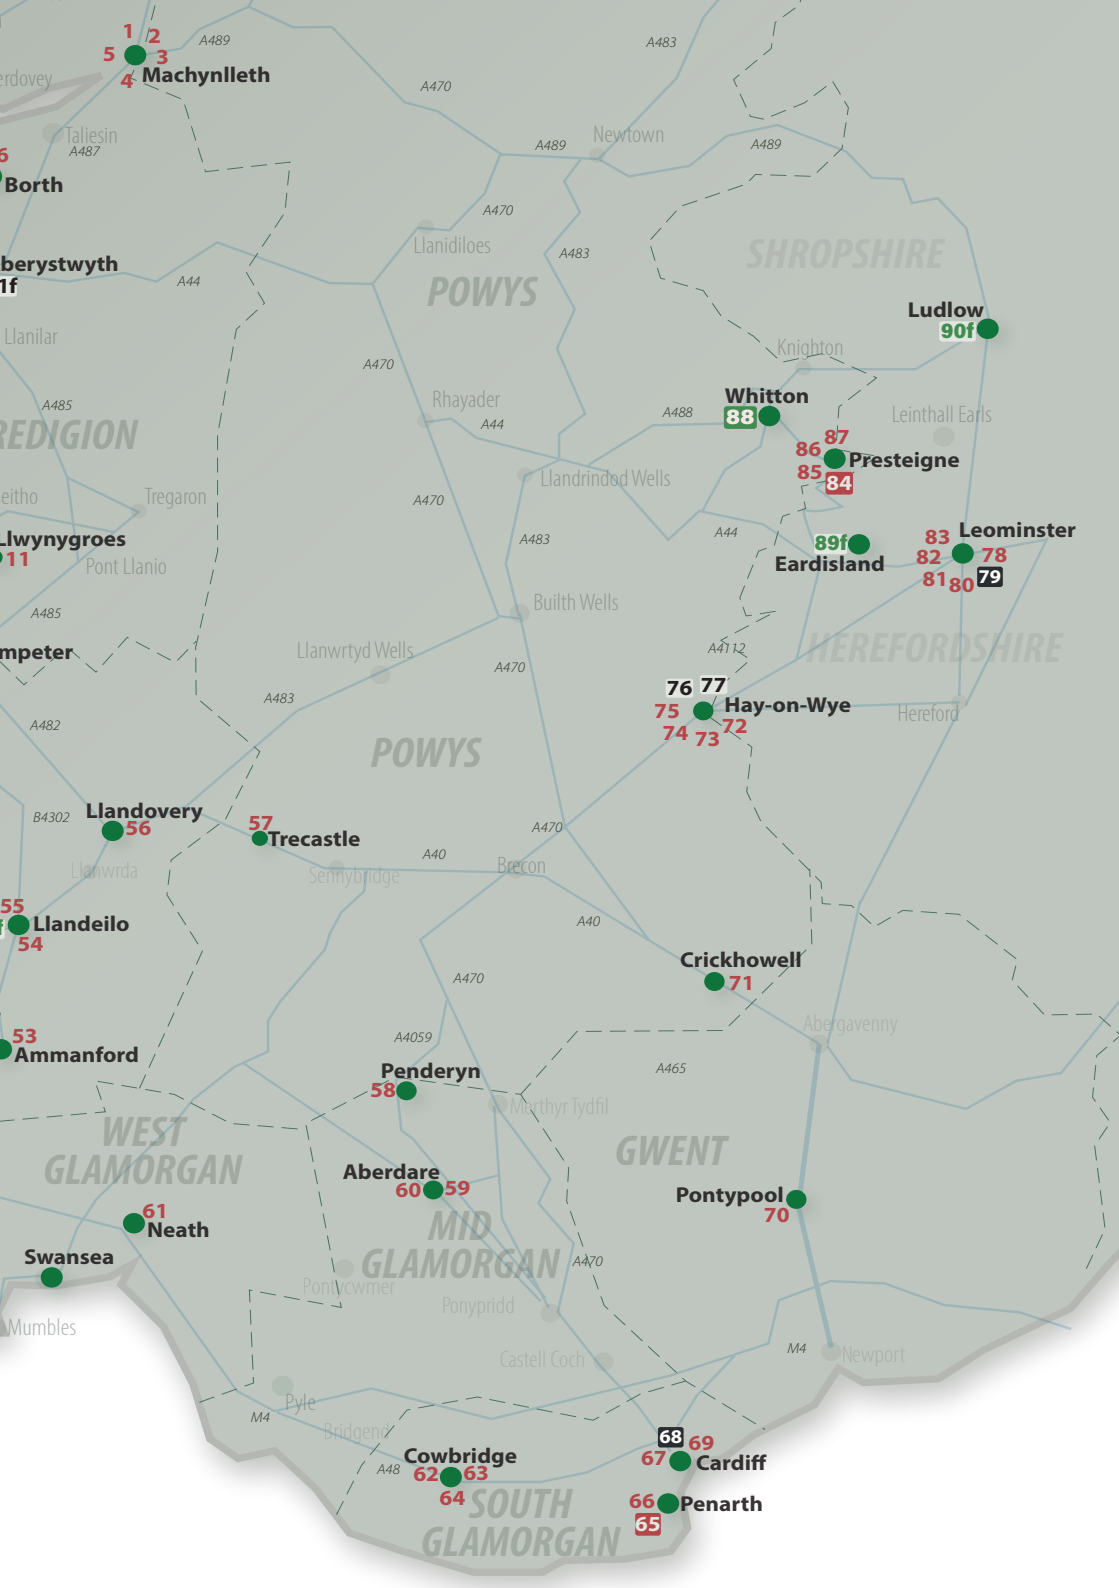 1
2
A489
A483
5
3
Machynlleth
4
erdovey
A470
Taliesin
Newtown
A487
A489
A489
6
Borth
A470
Llanidiloes
A483
SHROPSHIRE
berystwyth
1f
A44
POWYS
Ludlow
90f
Llanilar
Knighton
A470
Rhayader
Whitton
88
A485
A44
A488
Leinthall Earls
REDIGION
87
86
Presteigne
85
84
Llandrindod Wells
eitho
Tregaron
A470
A483
A44
Leominster
83
82
78
79
81
80
89f
Eardisland
Llwynygroes
11
Pont Llanio
A485
Builth Wells
mpeter
Llanwrtyd Wells
A470
A4112
HEREFORDSHIRE
76
77
75
Hay-on-Wye
74
73
72
Hereford
A483
A482
POWYS
Llandovery
56
B4302
57
Trecastle
A470
A40
Brecon
Llanwrda
Sennybridge
55
f
Llandeilo
54
A40
Crickhowell
71
A470
Abergavenny
53
Ammanford
A4059
Penderyn
58
A465
Merthyr Tydfil
WEST
GLAMORGAN
GWENT
Aberdare
60
59
Pontypool
70
61
Neath
MID
GLAMORGAN
Swansea
A470
Pontycwmer
Ponypridd
Mumbles
M4
Newport
Castell Coch
Pyle
M4
Bridgend
68
69
67
Cardiff
Cowbridge
A48
62
63
64
66
Penarth
65
SOUTH
GLAMORGAN